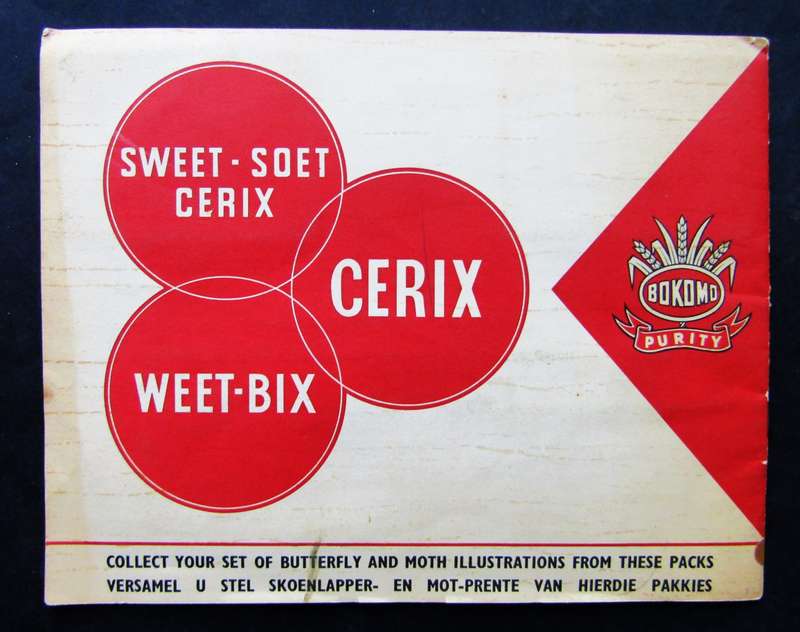 SWEET - SOET
CERIX
CERIX
WEET-BIX
BOKOMO
PURITY
COLLECT YOUR SET OF BUTTERFLY AND MOTH ILLUSTRATIONS FROM THESE PACKS
VERSAMEL U STEL SKOENLAPPER- EN MOT-PRENTE VAN HIERDIE PAKKIES